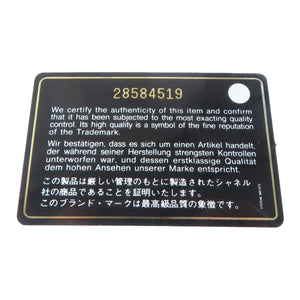 28584519
We certify the authenticity of this item and confirm
that it has been subjected to the most exacting quality
control. Its high quality is a symbol of the fine reputation
of the Trademark.
Wir bestätigen, dass es sich um einen Artikel handelt,
der während seiner Herstellung strengsten Kontrollen
unterworfen war, und dessen erstklassige Qualität
dem hohen Ansehen unserer Marke entspricht.
この製品は厳しい管理のもとに製造されたシャネル
社の商品であることを証明いたします。
このブランド・マークは最高級品質の象徴です。